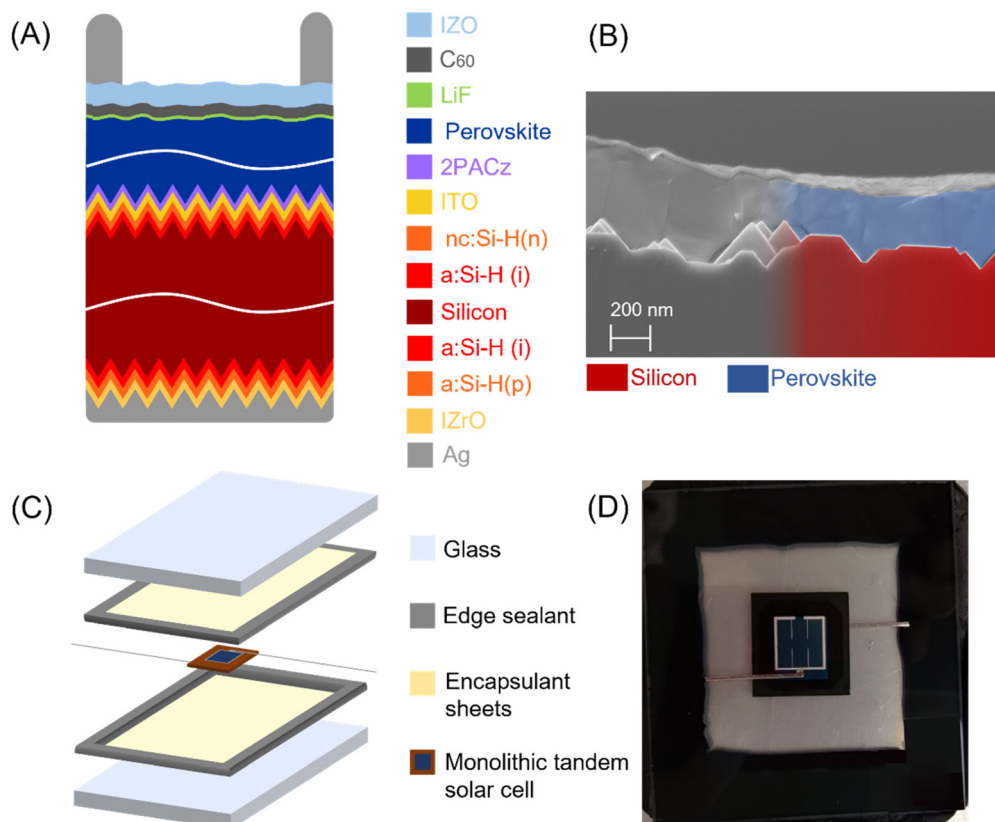 (A)
IZO
C60
LiF
Perovskite
2PACz
ITO
nc:Si-H(n)
a:Si-H (i)
Silicon
a:Si-H (i)
a:Si-H(p)
IZrO
Ag
(B)
200 nm
Silicon
Perovskite
(C)
Glass
Edge sealant
Encapsulant
sheets
Monolithic tandem
solar cell
(D)